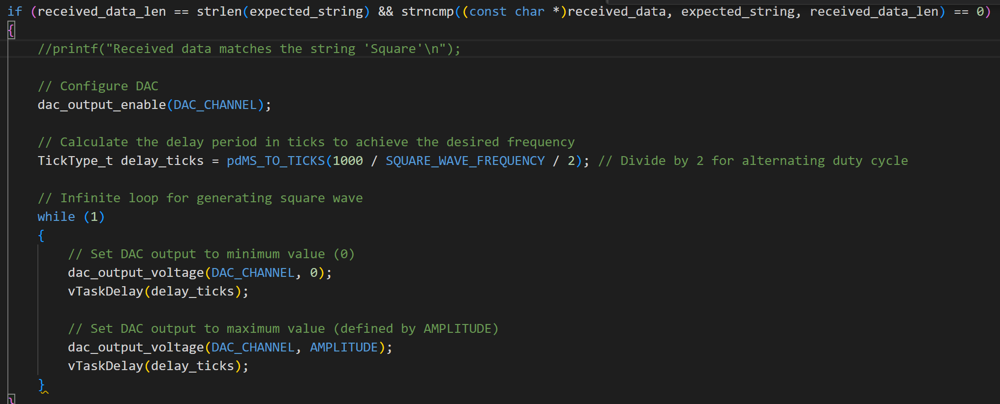 if (received_data_len == strlen(expected_string) && strncmp((const char *)received_data, expected_string, received_data_len) == 0)
{
    //printf("Received data matches the string 'Square'\n");

    // Configure DAC
    dac_output_enable(DAC_CHANNEL);

    // Calculate the delay period in ticks to achieve the desired frequency
    TickType_t delay_ticks = pdMS_TO_TICKS(1000 / SQUARE_WAVE_FREQUENCY / 2); // Divide by 2 for alternating duty cycle

    // Infinite loop for generating square wave
    while (1)
    {
        // Set DAC output to minimum value (0)
        dac_output_voltage(DAC_CHANNEL, 0);
        vTaskDelay(delay_ticks);

        // Set DAC output to maximum value (defined by AMPLITUDE)
        dac_output_voltage(DAC_CHANNEL, AMPLITUDE);
        vTaskDelay(delay_ticks);
    }
}